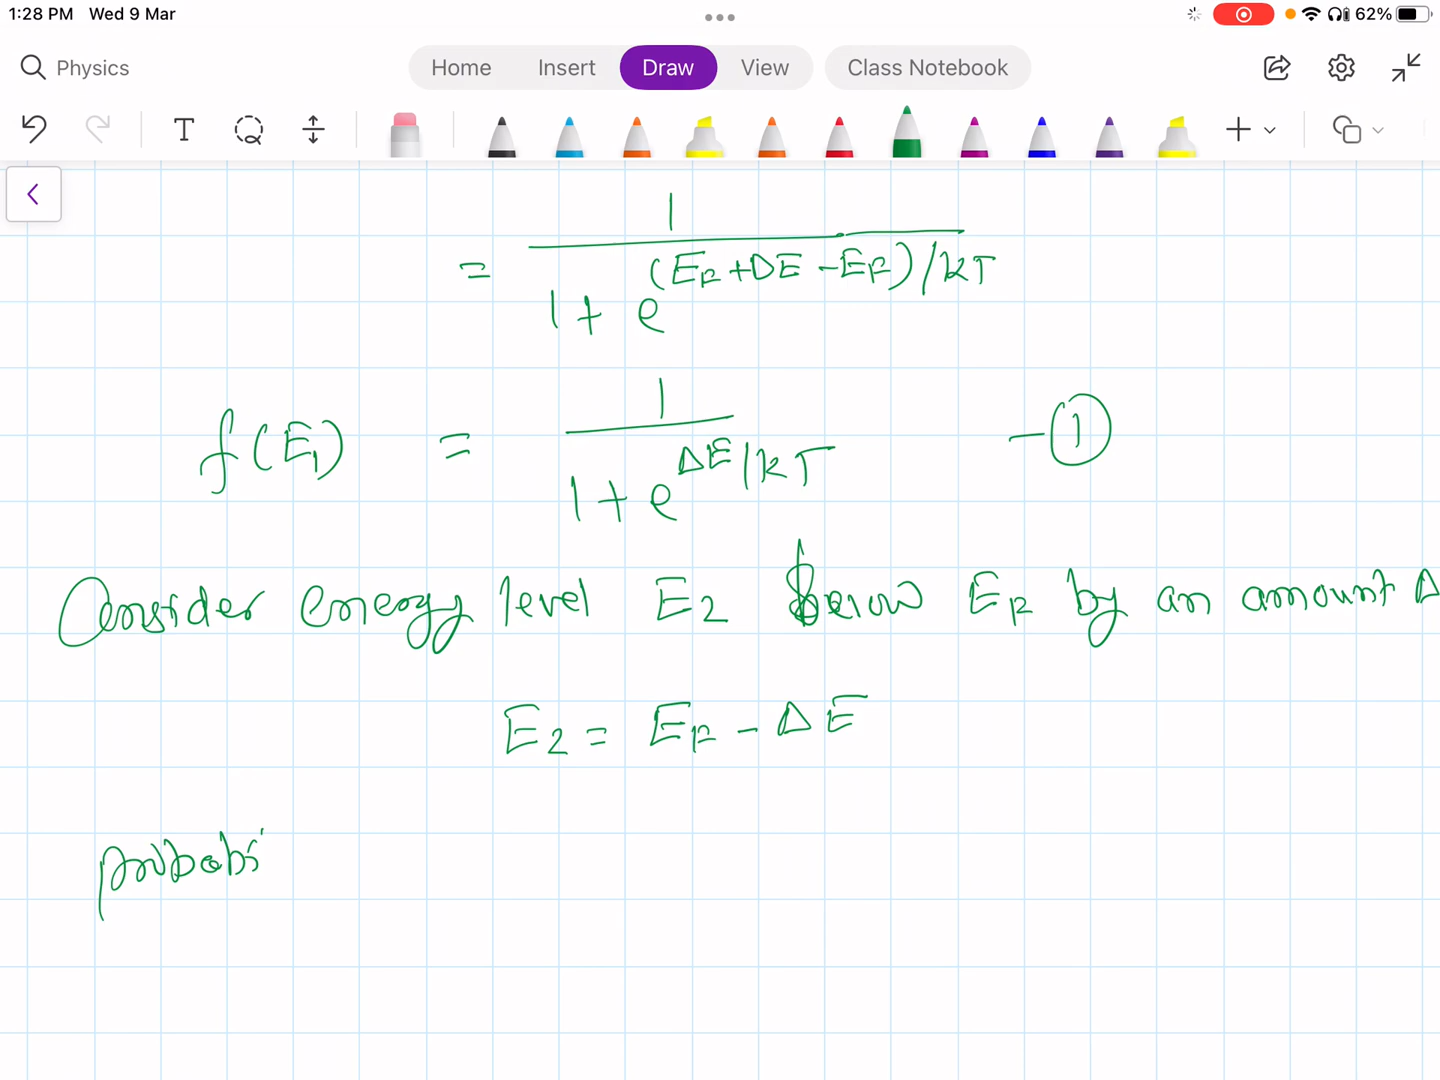 1:28 PM Wed 9 Mar 62%
Physics Home Insert Draw View Class Notebook
T
1
= (EF+ΔE-EF)/kT
1+ e
1
f(E1) = ΔE/kT -1
1+ e
Consider energy level E2 below EF by an amount Δ
E2 = EF - ΔE
probabi